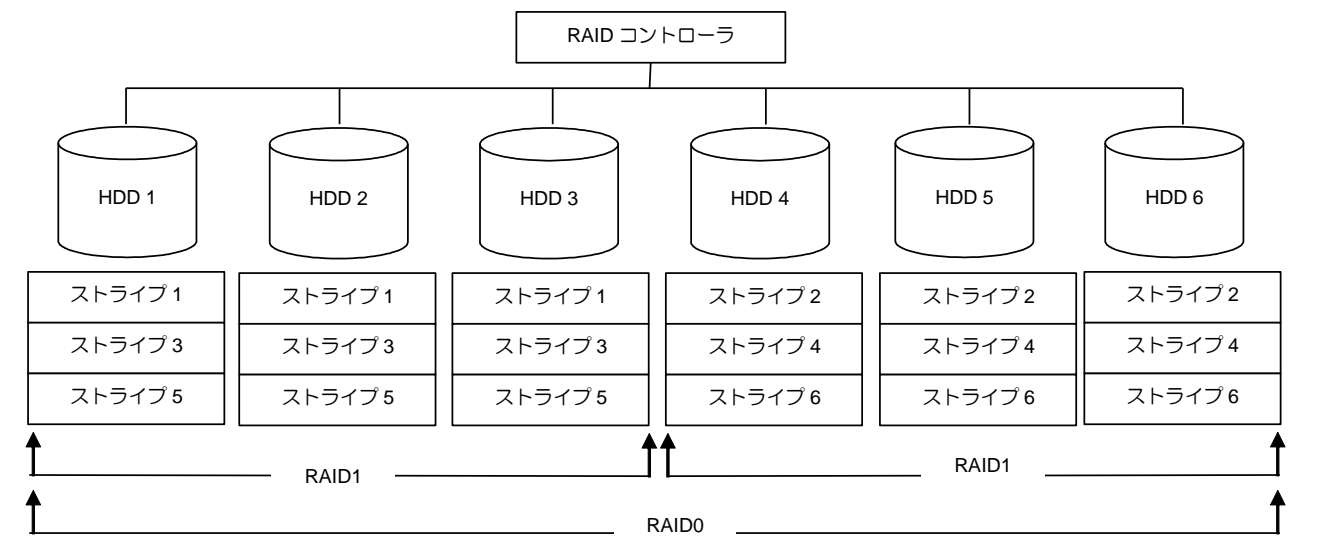 RAID コントローラ
HDD 1 HDD 2 HDD 3 HDD 4 HDD 5 HDD 6
ストライプ 1 ストライプ 1 ストライプ 1 ストライプ 2 ストライプ 2 ストライプ 2
ストライプ 3 ストライプ 3 ストライプ 3 ストライプ 4 ストライプ 4 ストライプ 4
ストライプ 5 ストライプ 5 ストライプ 5 ストライプ 6 ストライプ 6 ストライプ 6
RAID1 RAID1
RAID0